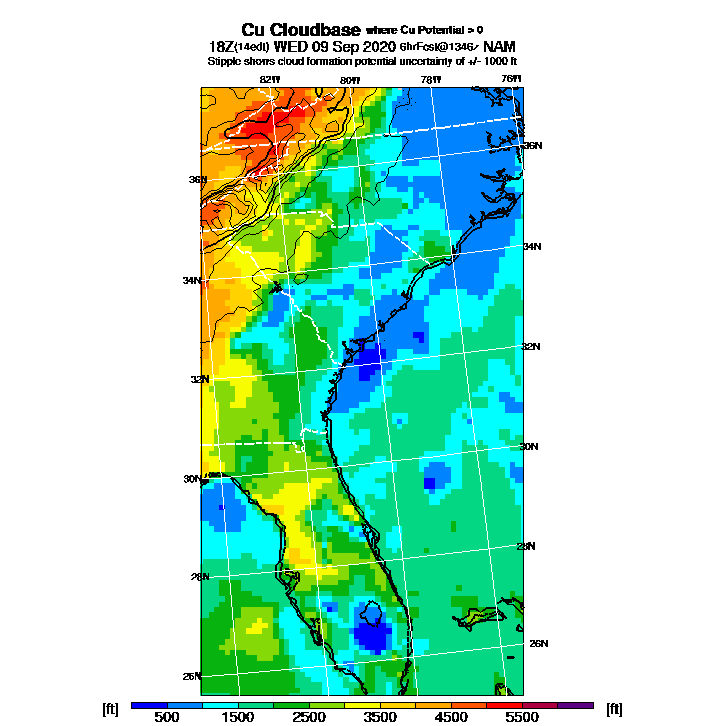 Cu Cloudbase where Cu Potential > 0
18Z(14edt) WED 09 Sep 2020 6hrFcst@1346z NAM
Stipple shows cloud formation potential uncertainty of +/- 1000 ft
82W 80W 78W 76W
36N
36N
34N
34N
32N
32N
30N
30N
28N
28N
26N
26N
[ft] 500 1500 2500 3500 4500 5500 [ft]